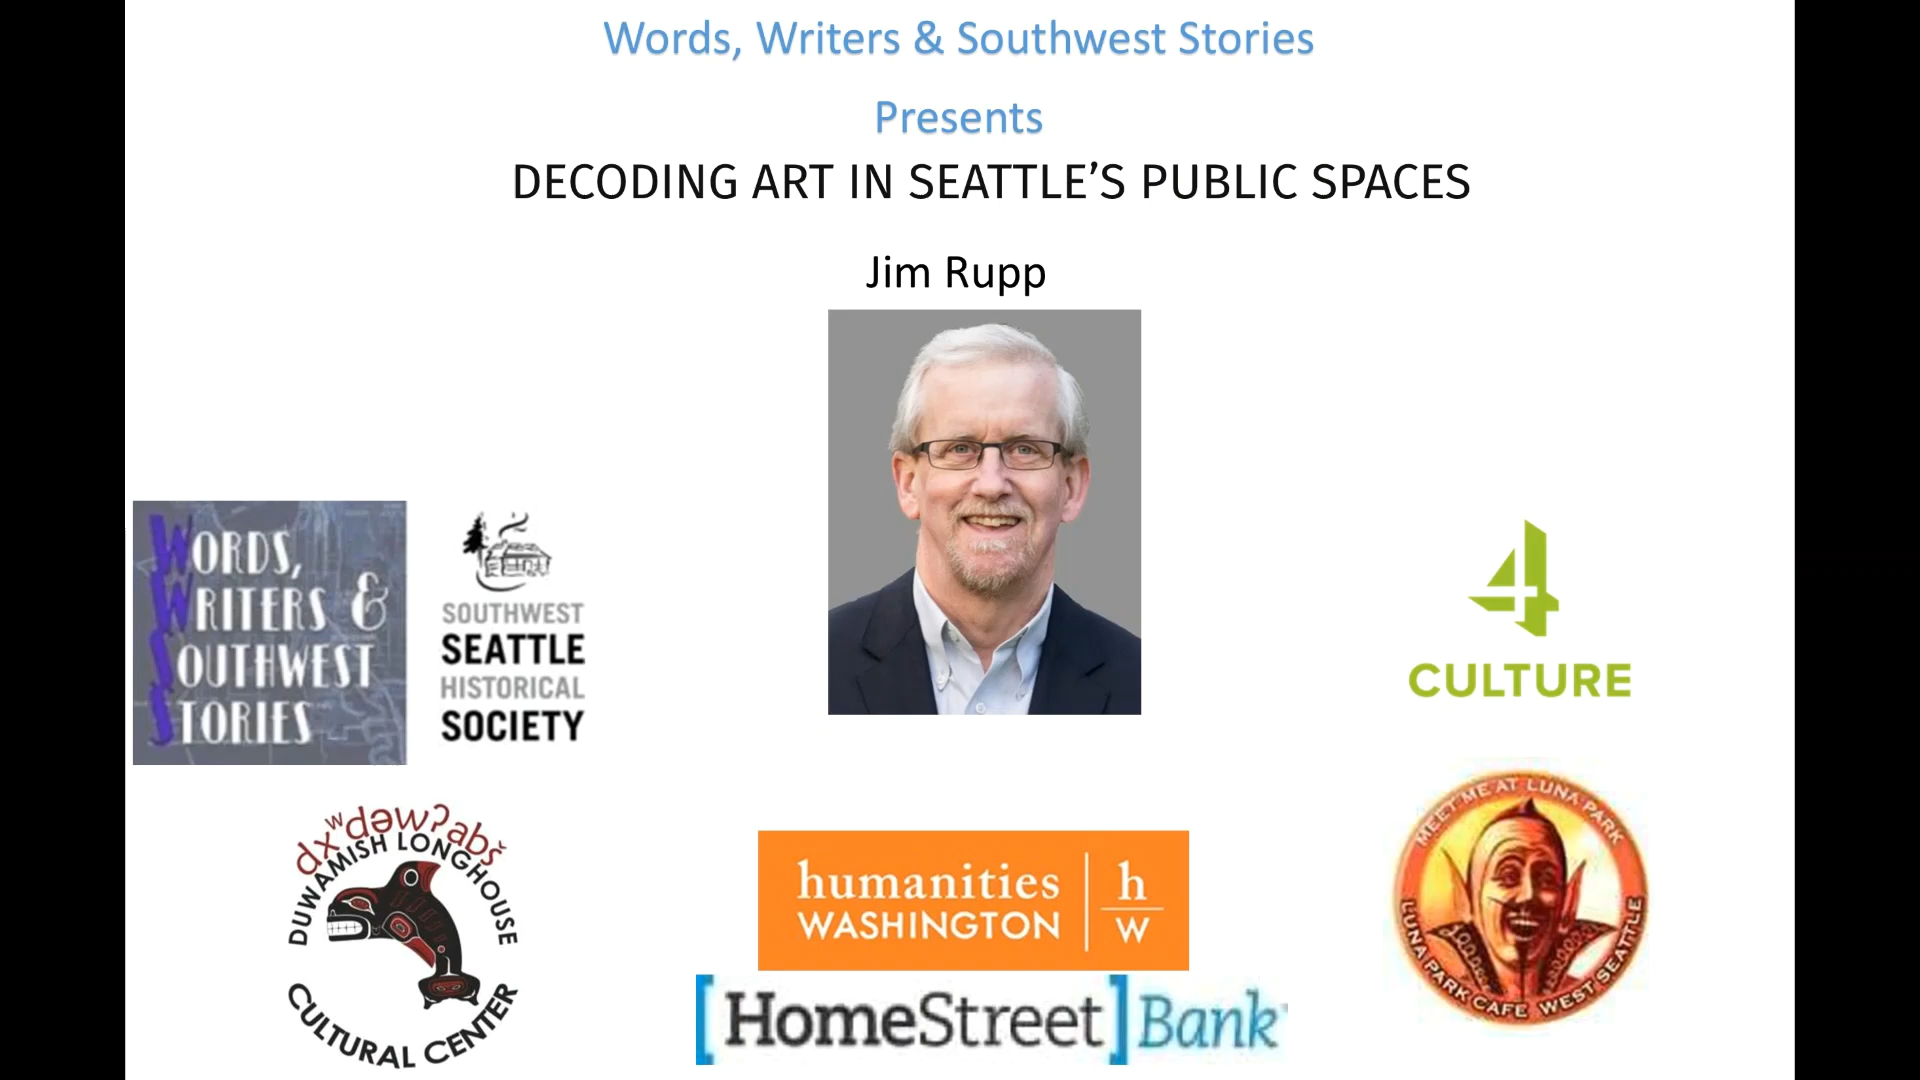 Words, Writers & Southwest Stories
Presents
DECODING ART IN SEATTLE’S PUBLIC SPACES
Jim Rupp
WORDS,
WRITERS &
SOUTHWEST
STORIES
SOUTHWEST
SEATTLE
HISTORICAL
SOCIETY
4
CULTURE
dxʷdəwʔabš
DUWAMISH LONGHOUSE
CULTURAL CENTER
humanities
WASHINGTON
h
w
[HomeStreet]Bank
MEET ME AT LUNA PARK
LUNA PARK CAFE WEST SEATTLE